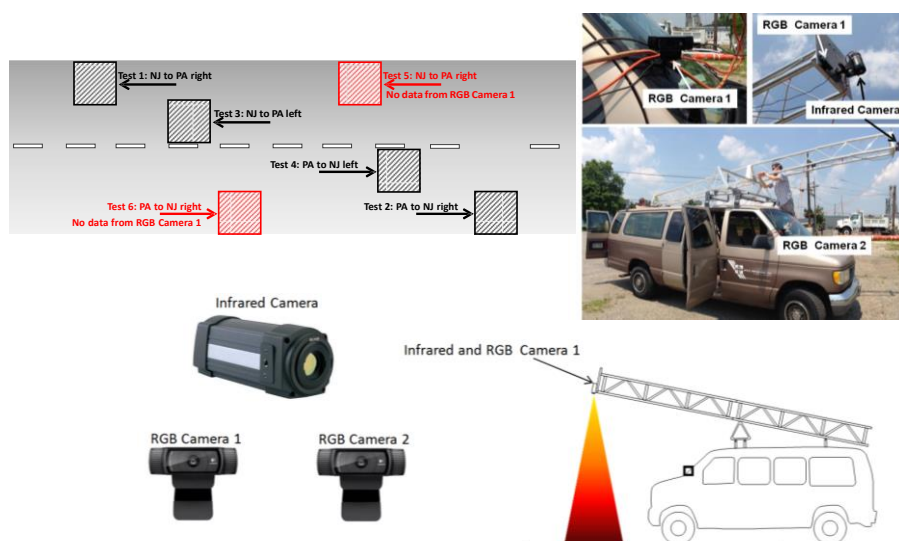 Test 1: NJ to PA right
Test 5: NJ to PA right
No data from RGB Camera 1
Test 3: NJ to PA left
Test 4: PA to NJ left
Test 6: PA to NJ right
No data from RGB Camera 1
Test 2: PA to NJ right
RGB Camera 1
RGB Camera 1
Infrared Camera
RGB Camera 2
Infrared Camera
RGB Camera 1
RGB Camera 2
Infrared and RGB Camera 1